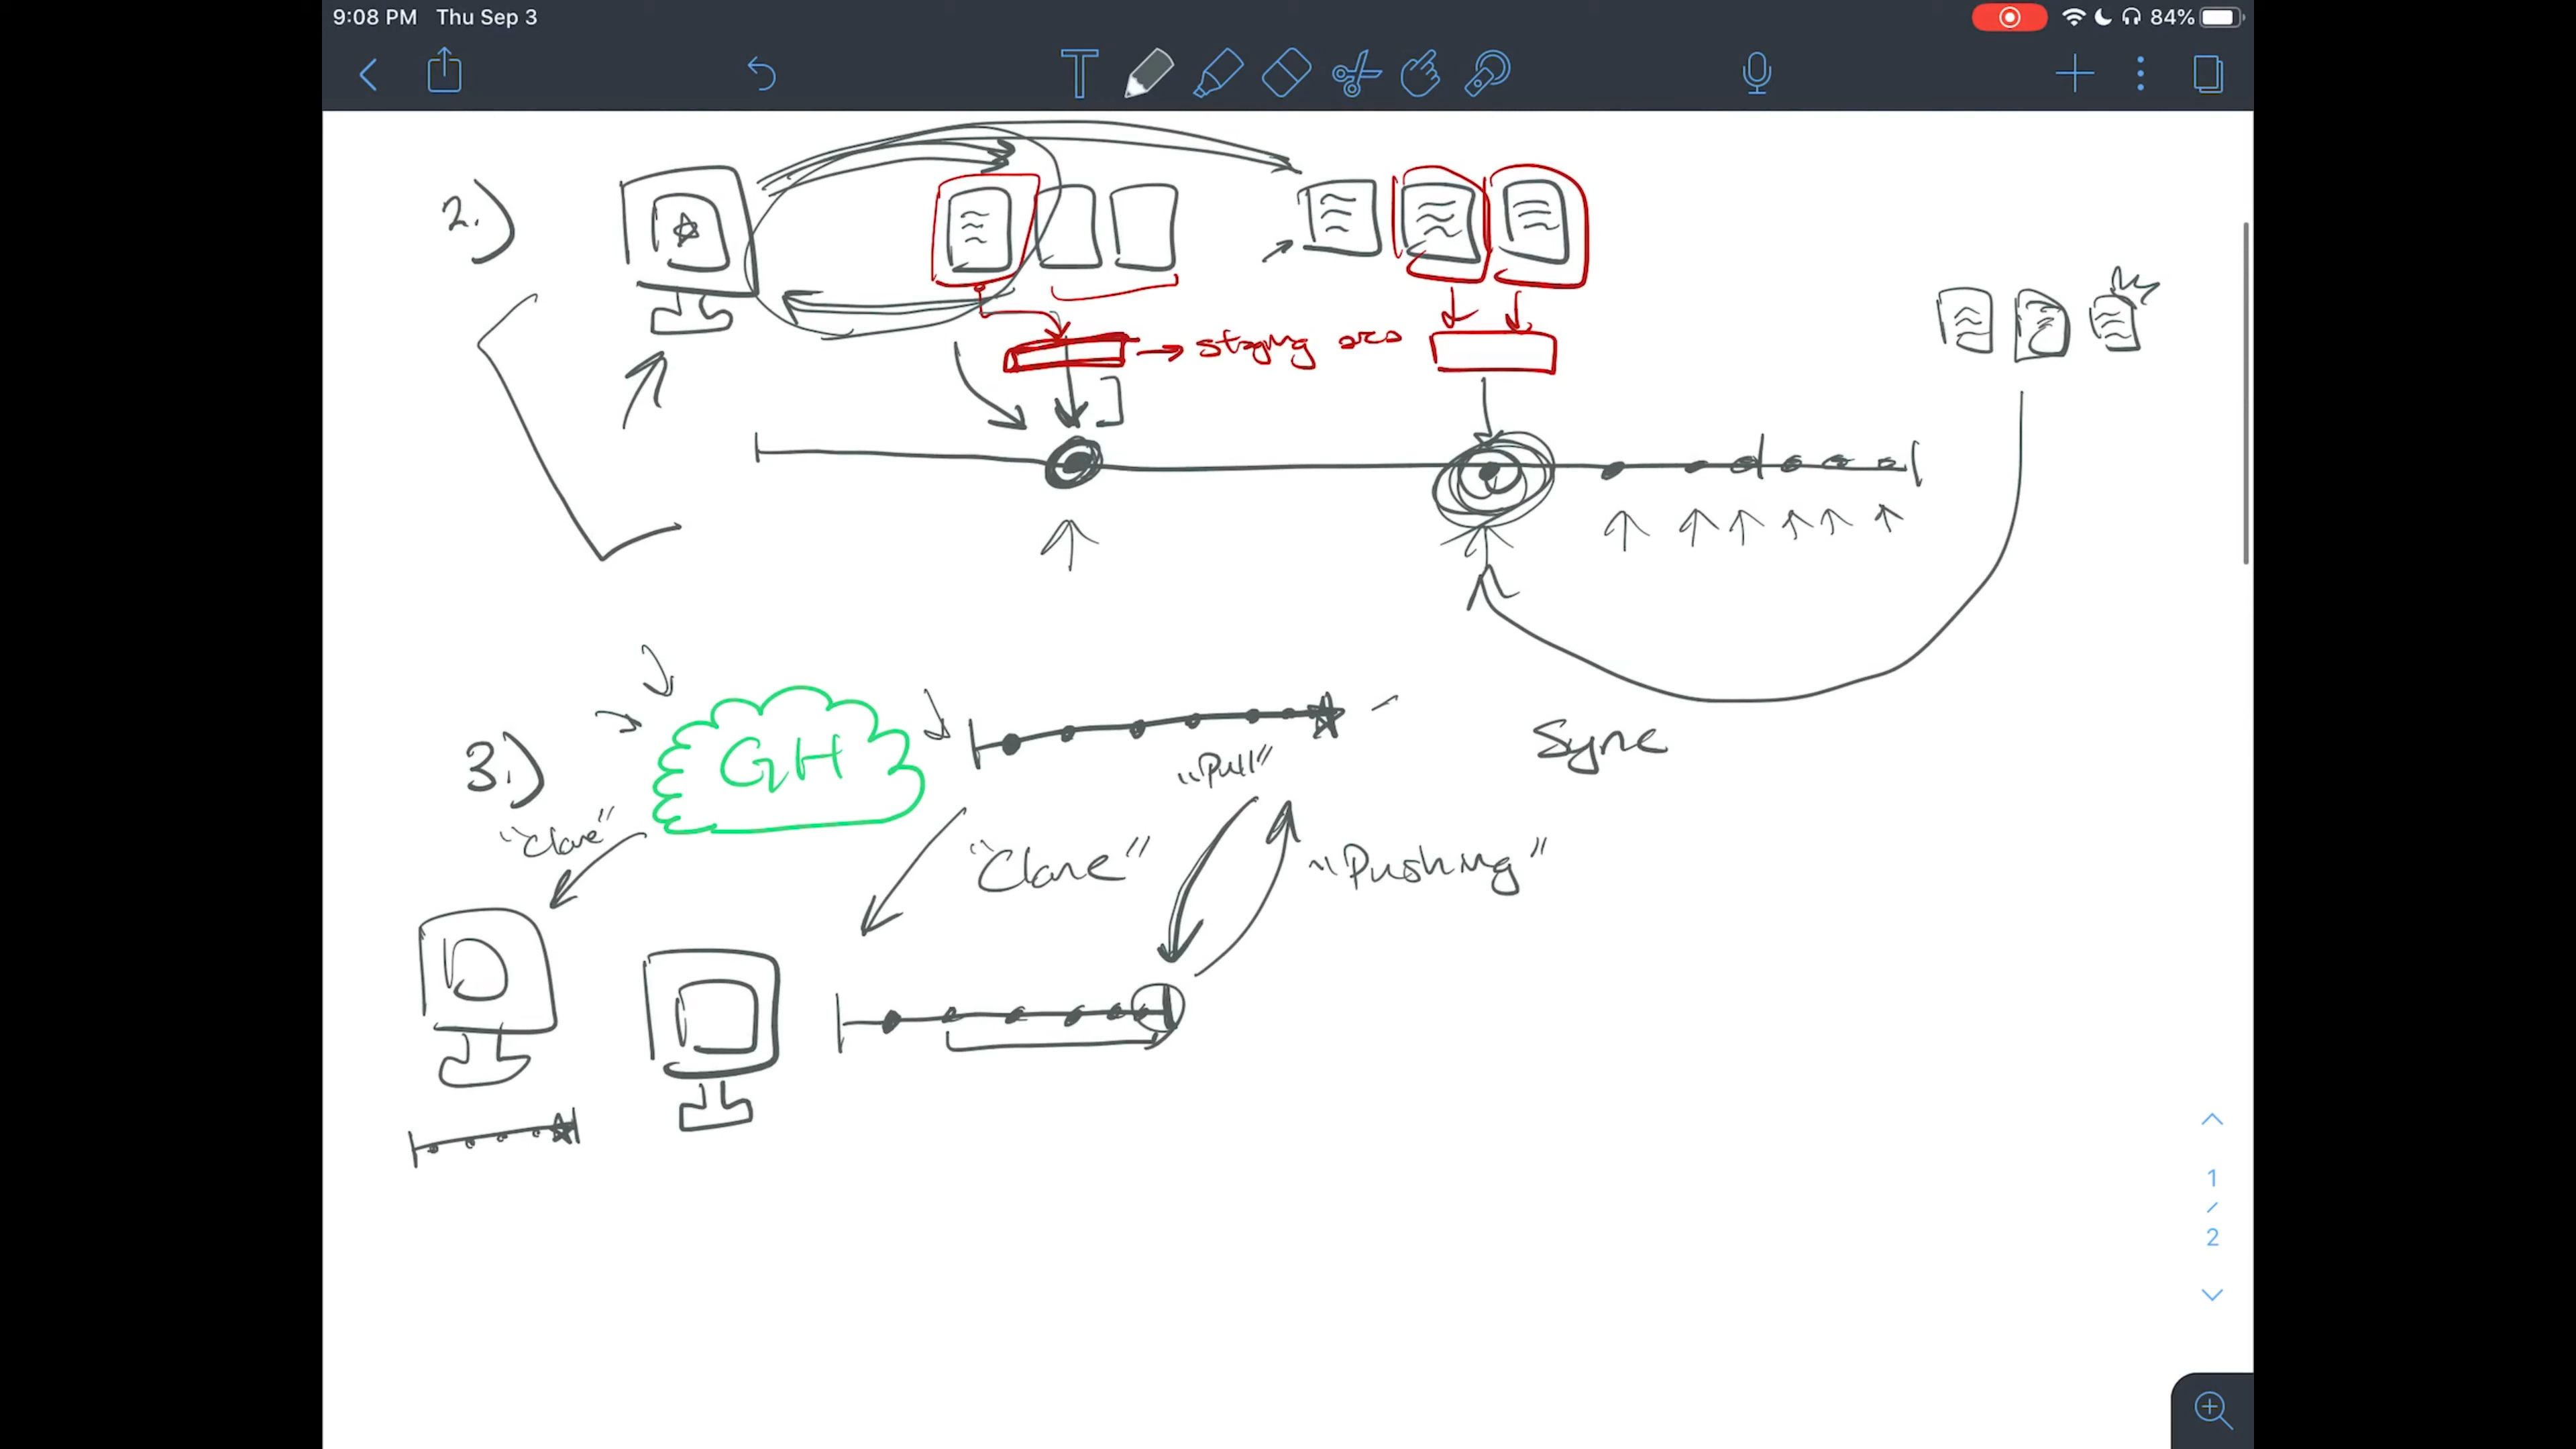 9:08 PM Thu Sep 3
84%
2.)
staging area
3.)
GH
"Pull"
Sync
"Clone"
"Clone"
"Pushing"
1
/
2